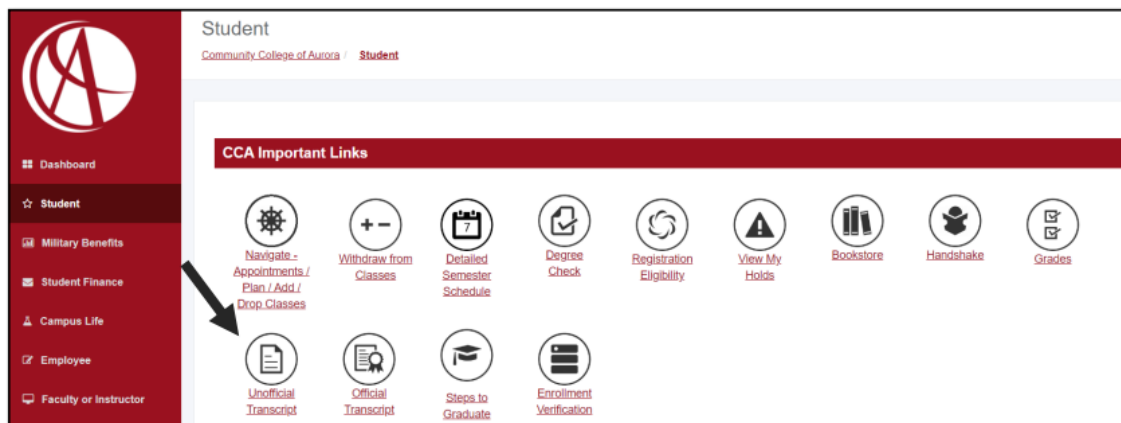 Student
Community College of Aurora / Student
CCA Important Links
Dashboard
Student
Military Benefits
Student Finance
Campus Life
Employee
Faculty or Instructor
Navigate -
Appointments /
Plan / Add /
Drop Classes
Withdraw from
Classes
7
Detailed
Semester
Schedule
Degree
Check
Registration
Eligibility
View My
Holds
Bookstore
Handshake
Grades
Unofficial
Transcript
Official
Transcript
Steps to
Graduate
Enrollment
Verification